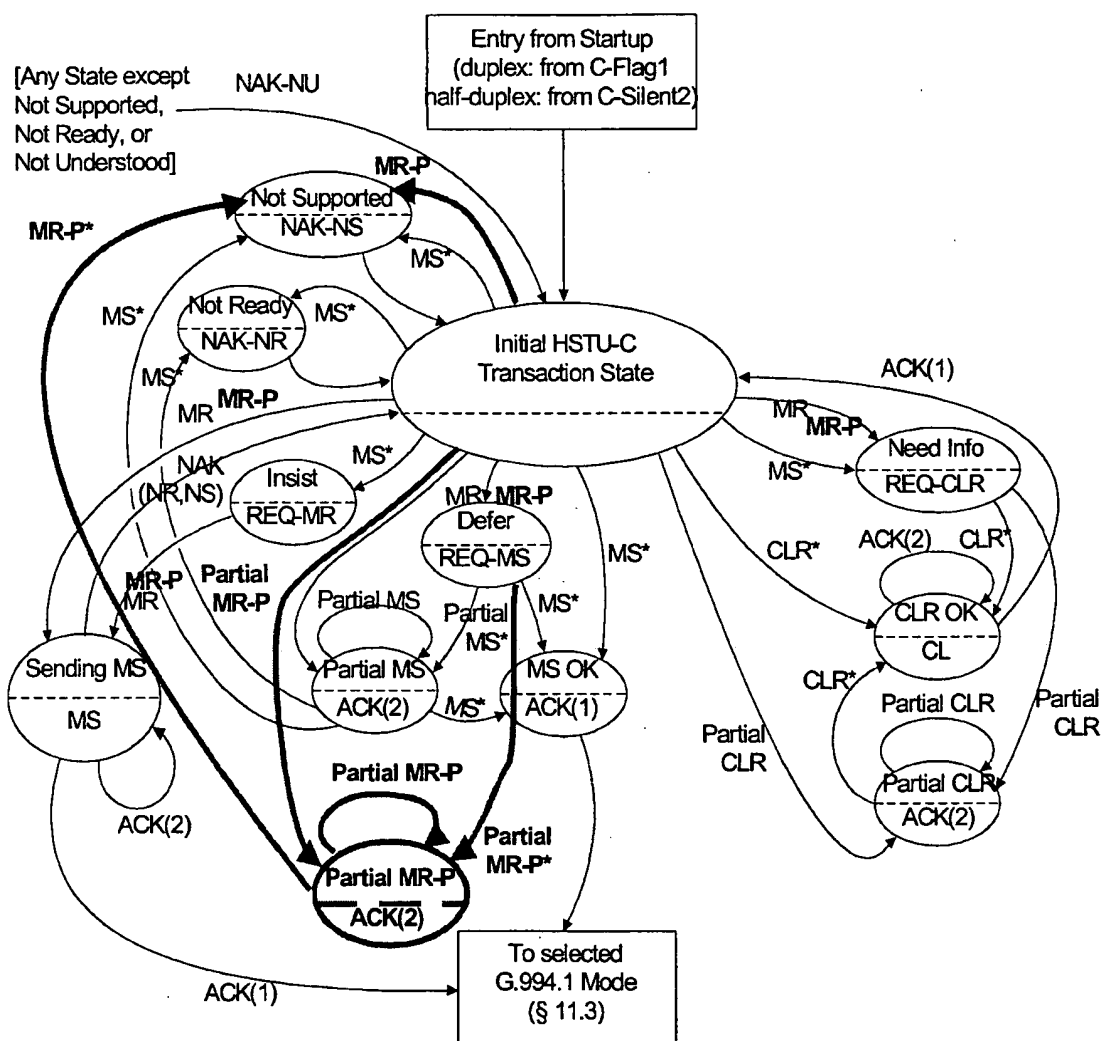 Entry from Startup
(duplex: from C-Flag1
half-duplex: from C-Silent2)
[Any State except
Not Supported,
Not Ready, or
Not Understood]
NAK-NU
MR-P
Not Supported
NAK-NS
MR-P*
MS*
MS*
Not Ready
NAK-NR
MS*
MS*
Initial HSTU-C
Transaction State
ACK(1)
MR MR-P
MR MR-P
NAK
(NR,NS)
MS*
Insist
REQ-MR
MR MR-P
Defer
REQ-MS
MS*
Need Info
REQ-CLR
MS*
CLR*
ACK(2)
CLR*
CLR OK
CL
MR-P
MR
Partial
MR-P
Partial MS
Partial
MS*
MS*
Sending MS
MS
Partial MS
ACK(2)
MS*
MS OK
ACK(1)
CLR*
Partial CLR
Partial
CLR
Partial
CLR
Partial CLR
ACK(2)
ACK(2)
Partial MR-P
Partial
MR-P*
Partial MR-P
ACK(2)
To selected
G.994.1 Mode
(§ 11.3)
ACK(1)